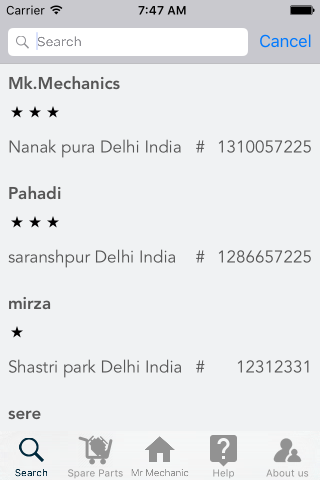 Carrier 7:47 AM
Search Cancel
Mk.Mechanics
★ ★ ★
Nanak pura Delhi India # 1310057225
Pahadi
★ ★ ★
saranshpur Delhi India # 1286657225
mirza
★
Shastri park Delhi India # 12312331
sere
Search Spare Parts Mr Mechanic Help About us